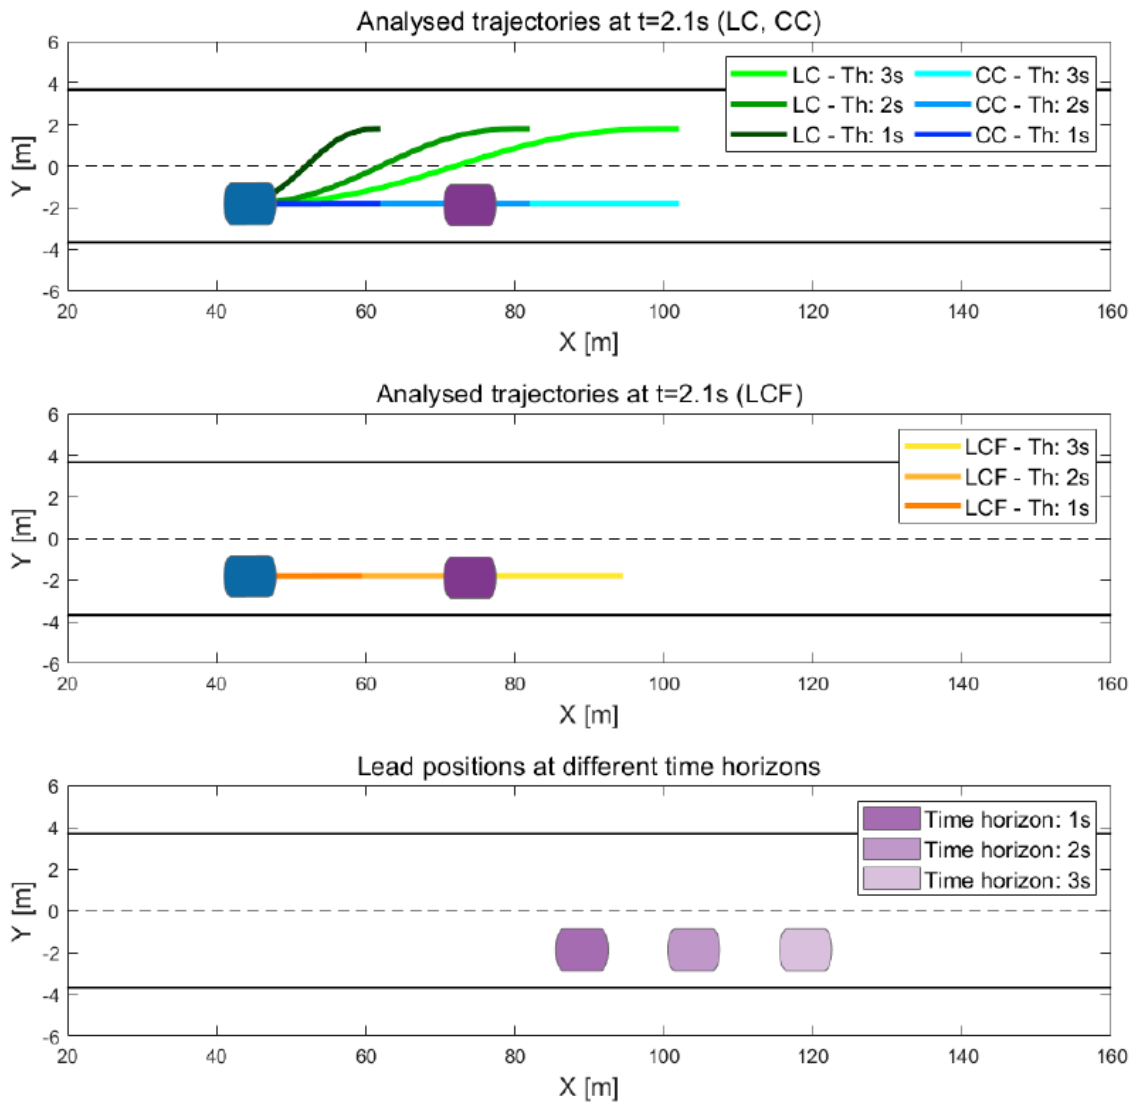 Analysed trajectories at t=2.1s (LC, CC)
6
4
2
0
-2
-4
-6
Y [m]
LC - Th: 3s CC - Th: 3s
LC - Th: 2s CC - Th: 2s
LC - Th: 1s CC - Th: 1s
20 40 60 80 100 120 140 160
X [m]
Analysed trajectories at t=2.1s (LCF)
6
4
2
0
-2
-4
-6
Y [m]
LCF - Th: 3s
LCF - Th: 2s
LCF - Th: 1s
20 40 60 80 100 120 140 160
X [m]
Lead positions at different time horizons
6
4
2
0
-2
-4
-6
Y [m]
Time horizon: 1s
Time horizon: 2s
Time horizon: 3s
20 40 60 80 100 120 140 160
X [m]